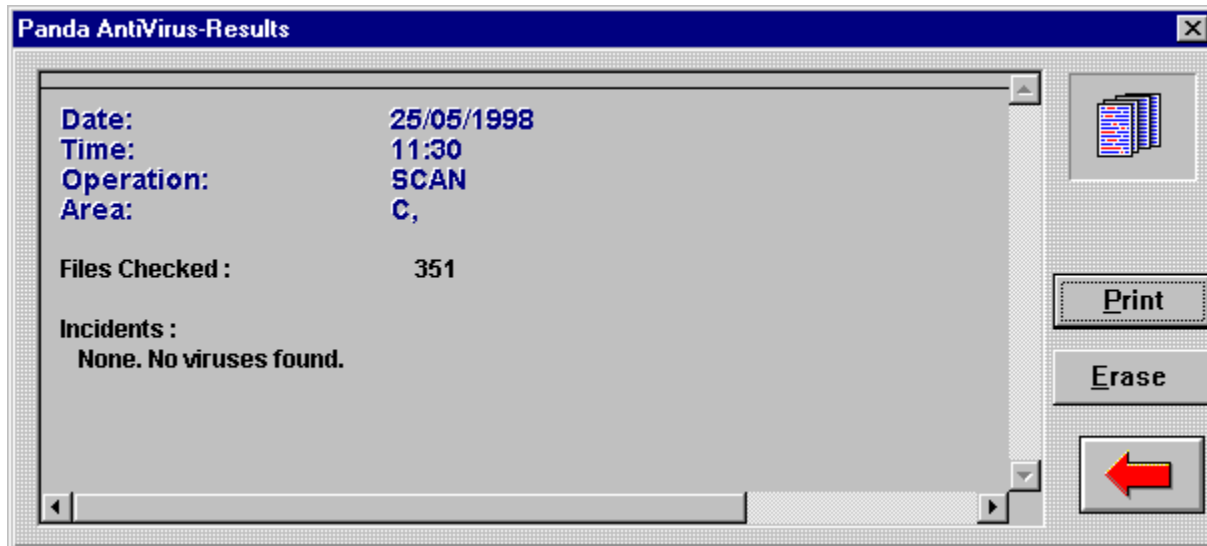 Panda AntiVirus-Results
Date: 25/05/1998
Time: 11:30
Operation: SCAN
Area: C,
Files Checked : 351
Incidents :
None. No viruses found.
Print
Erase